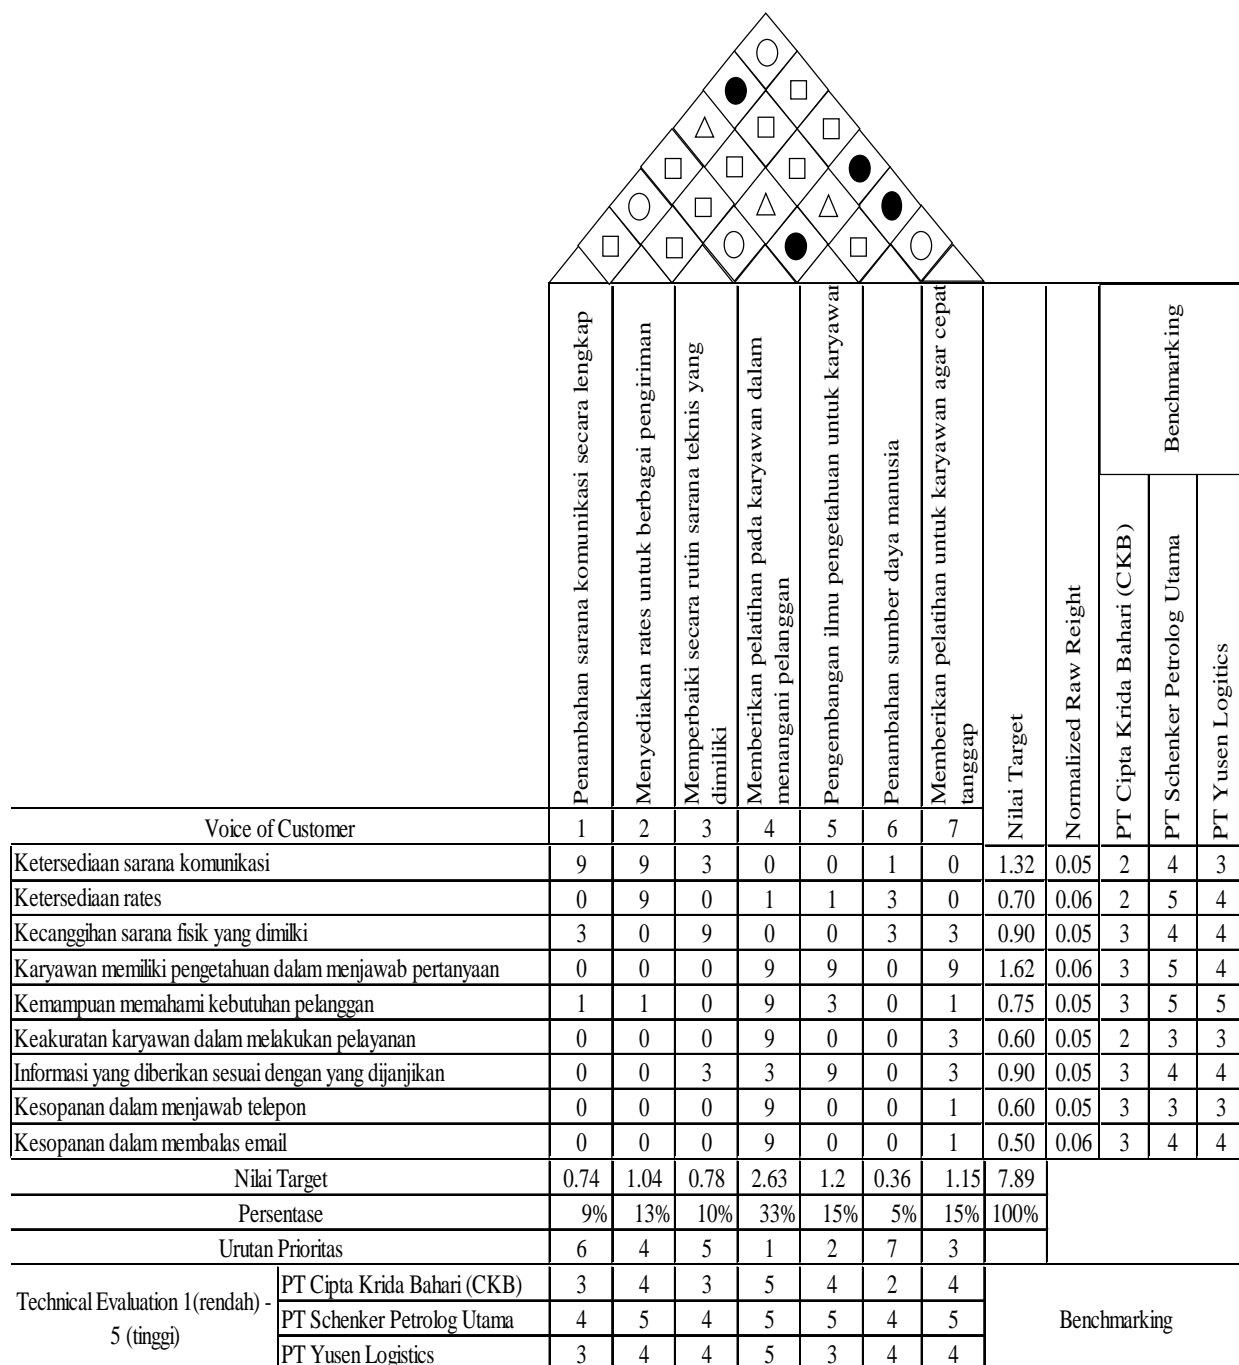 Benchmarking
Penambahan sarana komunikasi secara lengkap
Menyediakan rates untuk berbagai pengiriman
Memperbaiki secara rutin sarana teknis yang
dimiliki
Memberikan pelatihan pada karyawan dalam
menangani pelanggan
Pengembangan ilmu pengetahuan untuk karyawan
Penambahan sumber daya manusia
Memberikan pelatihan untuk karyawan agar cepat
tanggap
Nilai Target
Normalized Raw Reight
PT Cipta Krida Bahari (CKB)
PT Schenker Petrolog Utama
PT Yusen Logitics
Voice of Customer 1 2 3 4 5 6 7
Ketersediaan sarana komunikasi 9 9 3 0 0 1 0 1.32 0.05 2 4 3
Ketersediaan rates 0 9 0 1 1 3 0 0.70 0.06 2 5 4
Kecanggihan sarana fisik yang dimilki 3 0 9 0 0 3 3 0.90 0.05 3 4 4
Karyawan memiliki pengetahuan dalam menjawab pertanyaan 0 0 0 9 9 0 9 1.62 0.06 3 5 4
Kemampuan memahami kebutuhan pelanggan 1 1 0 9 3 0 1 0.75 0.05 3 5 5
Keakuratan karyawan dalam melakukan pelayanan 0 0 0 9 0 0 3 0.60 0.05 2 3 3
Informasi yang diberikan sesuai dengan yang dijanjikan 0 0 3 3 9 0 3 0.90 0.05 3 4 4
Kesopanan dalam menjawab telepon 0 0 0 9 0 0 1 0.60 0.05 3 3 3
Kesopanan dalam membalas email 0 0 0 9 0 0 1 0.50 0.06 3 4 4
Nilai Target 0.74 1.04 0.78 2.63 1.2 0.36 1.15 7.89
Persentase 9% 13% 10% 33% 15% 5% 15% 100%
Urutan Prioritas 6 4 5 1 2 7 3
Technical Evaluation 1(rendah) -
5 (tinggi)
PT Cipta Krida Bahari (CKB) 3 4 3 5 4 2 4
PT Schenker Petrolog Utama 4 5 4 5 5 4 5
PT Yusen Logistics 3 4 4 5 3 4 4
Benchmarking